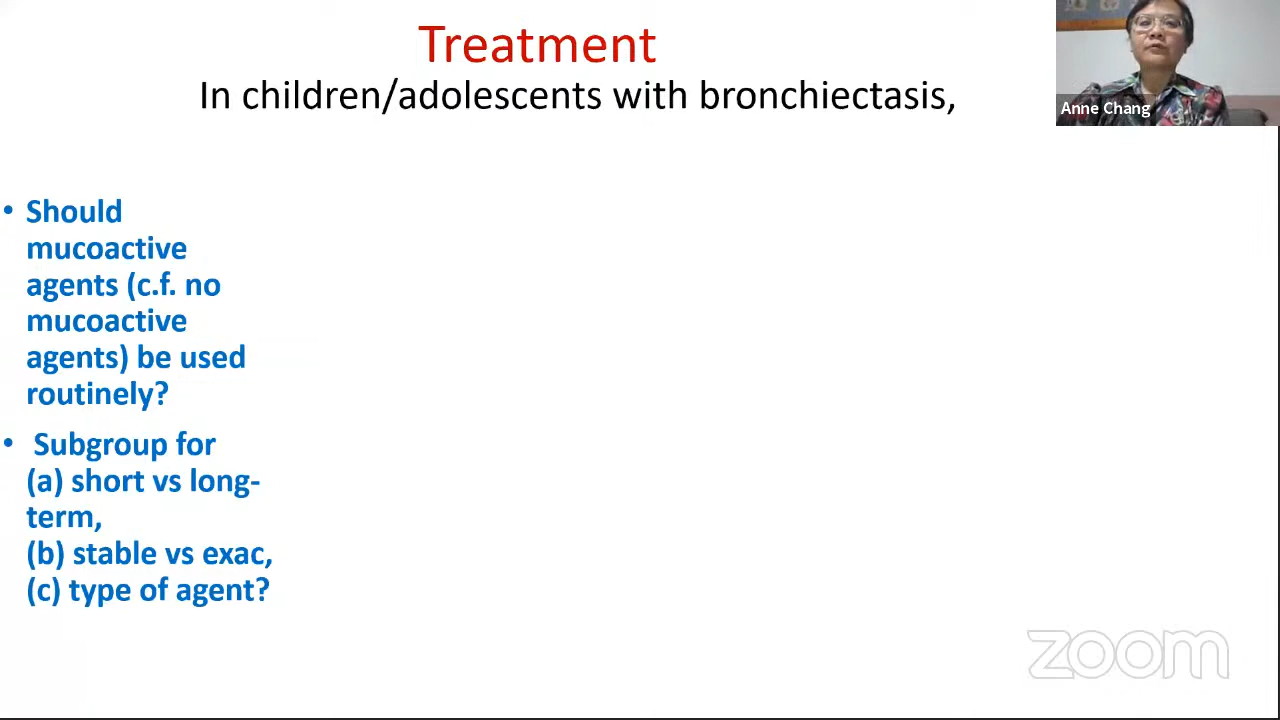 Treatment
In children/adolescents with bronchiectasis,
Anne Chang
• Should
mucoactive
agents (c.f. no
mucoactive
agents) be used
routinely?
• Subgroup for
(a) short vs long-
term,
(b) stable vs exac,
(c) type of agent?
zoom